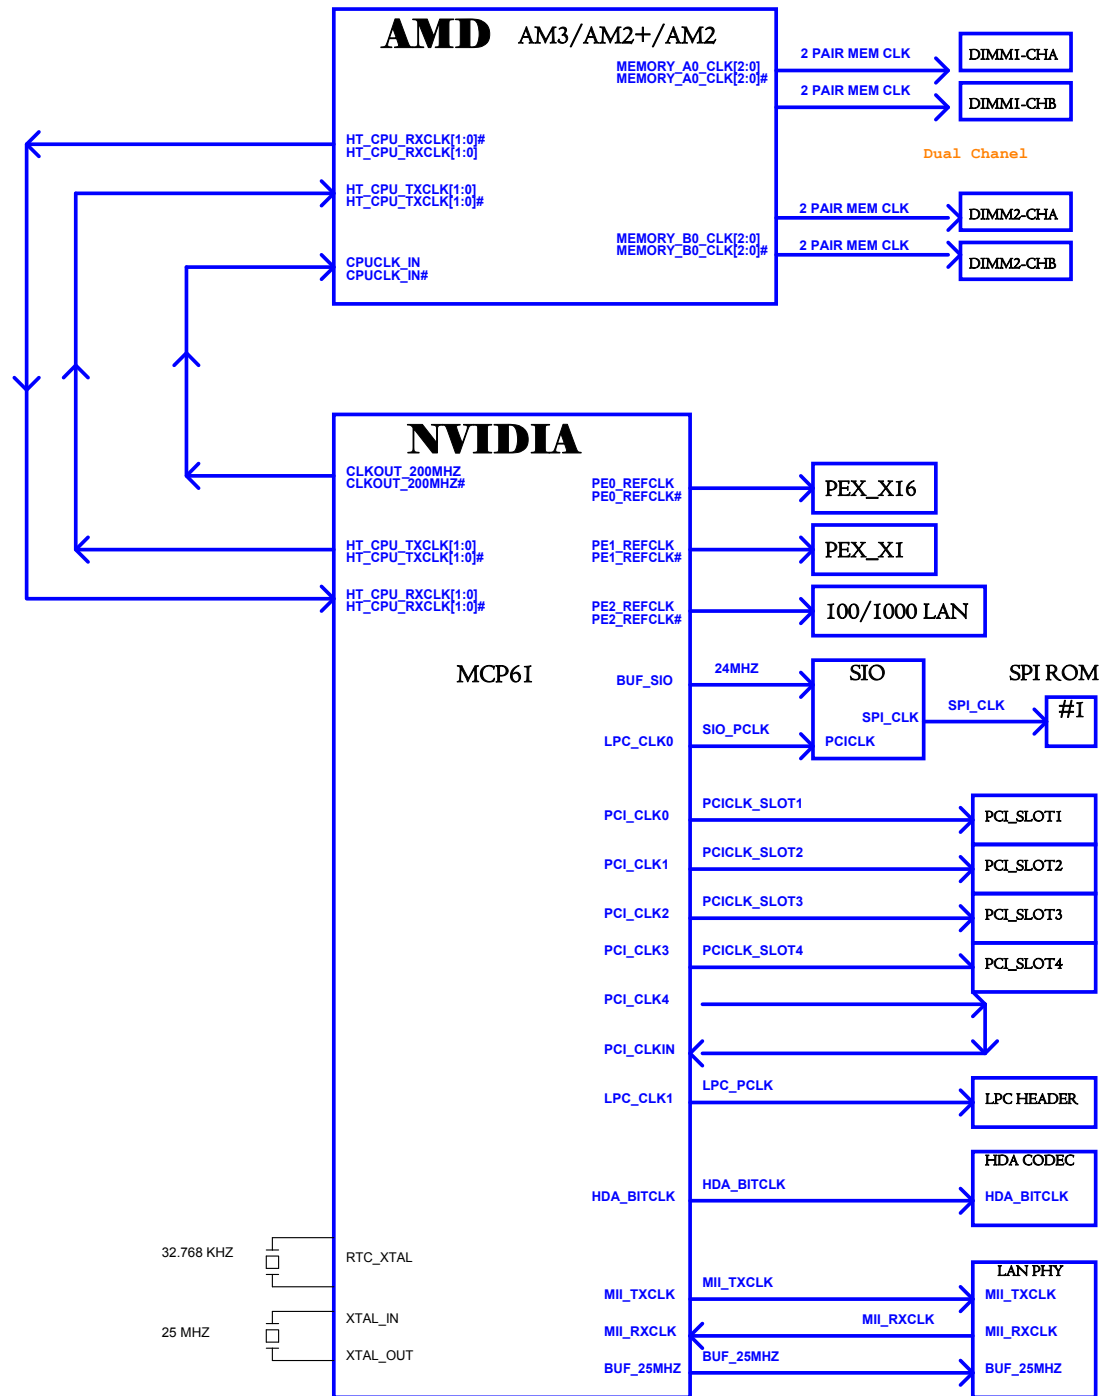 AMD AM3/AM2+/AM2
MEMORY_A0_CLK[2:0]
MEMORY_A0_CLK[2:0]#
2 PAIR MEM CLK
DIMM1-CHA
2 PAIR MEM CLK
DIMM1-CHB
Dual Chanel
HT_CPU_RXCLK[1:0]#
HT_CPU_RXCLK[1:0]
HT_CPU_TXCLK[1:0]
HT_CPU_TXCLK[1:0]#
2 PAIR MEM CLK
DIMM2-CHA
MEMORY_B0_CLK[2:0]
MEMORY_B0_CLK[2:0]#
2 PAIR MEM CLK
DIMM2-CHB
CPUCLK_IN
CPUCLK_IN#
NVIDIA
CLKOUT_200MHZ
CLKOUT_200MHZ#
PE0_REFCLK
PE0_REFCLK#
PEX_X16
HT_CPU_TXCLK[1:0]
HT_CPU_TXCLK[1:0]#
PE1_REFCLK
PE1_REFCLK#
PEX_X1
HT_CPU_RXCLK[1:0]
HT_CPU_RXCLK[1:0]#
PE2_REFCLK
PE2_REFCLK#
100/1000 LAN
MCP61
BUF_SIO
24MHZ
SIO
SPI ROM
SPI_CLK
SPI_CLK
#1
LPC_CLK0
SIO_PCLK
PCICLK
PCI_CLK0
PCICLK_SLOT1
PCI_SLOT1
PCI_CLK1
PCICLK_SLOT2
PCI_SLOT2
PCI_CLK2
PCICLK_SLOT3
PCI_SLOT3
PCI_CLK3
PCICLK_SLOT4
PCI_SLOT4
PCI_CLK4
PCI_CLKIN
LPC_CLK1
LPC_PCLK
LPC HEADER
HDA CODEC
HDA_BITCLK
HDA_BITCLK
HDA_BITCLK
32.768 KHZ
RTC_XTAL
LAN PHY
MII_TXCLK
MII_TXCLK
MII_TXCLK
XTAL_IN
25 MHZ
XTAL_OUT
MII_RXCLK
MII_RXCLK
MII_RXCLK
BUF_25MHZ
BUF_25MHZ
BUF_25MHZ